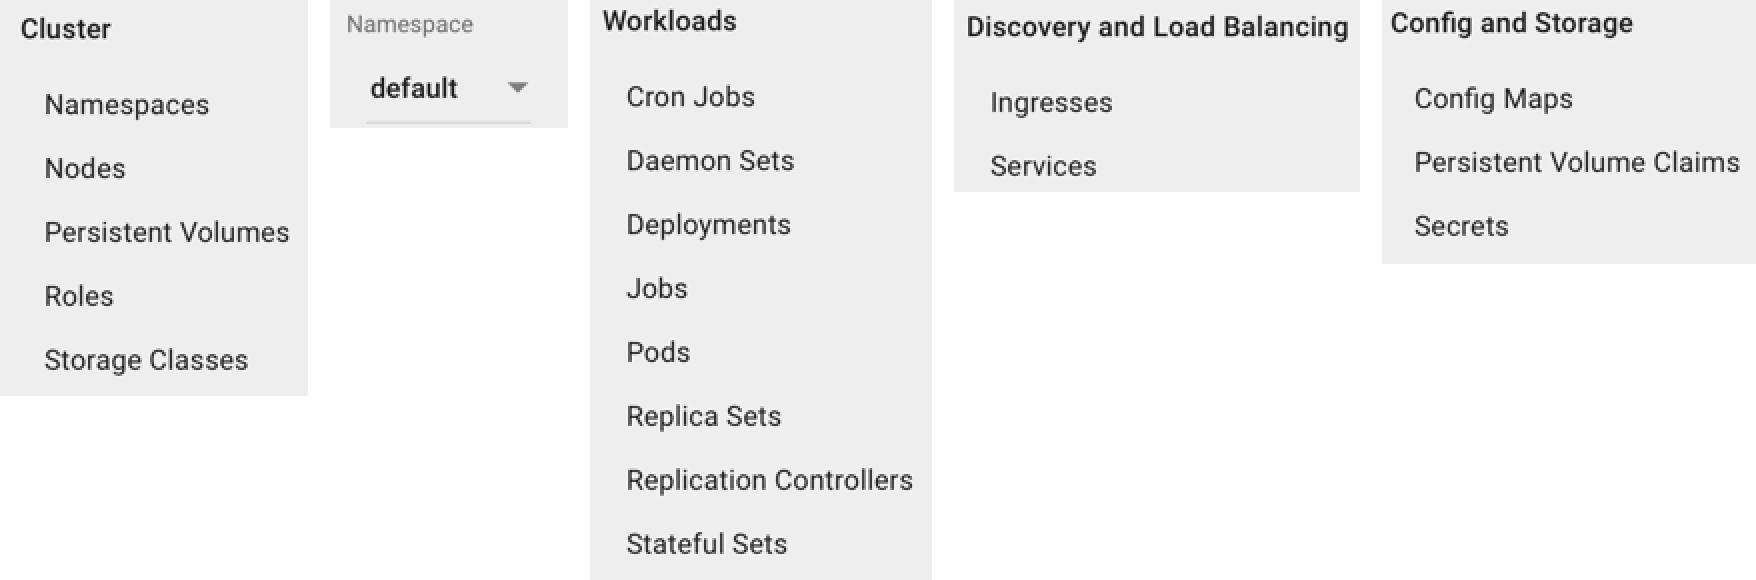 Cluster
Namespaces
Nodes
Persistent Volumes
Roles
Storage Classes
Namespace
default
Workloads
Cron Jobs
Daemon Sets
Deployments
Jobs
Pods
Replica Sets
Replication Controllers
Stateful Sets
Discovery and Load Balancing
Ingresses
Services
Config and Storage
Config Maps
Persistent Volume Claims
Secrets